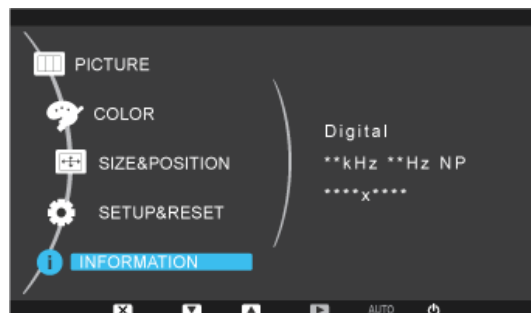 PICTURE
COLOR
SIZE&POSITION
SETUP&RESET
INFORMATION
Digital
**kHz **Hz NP
****x****
AUTO